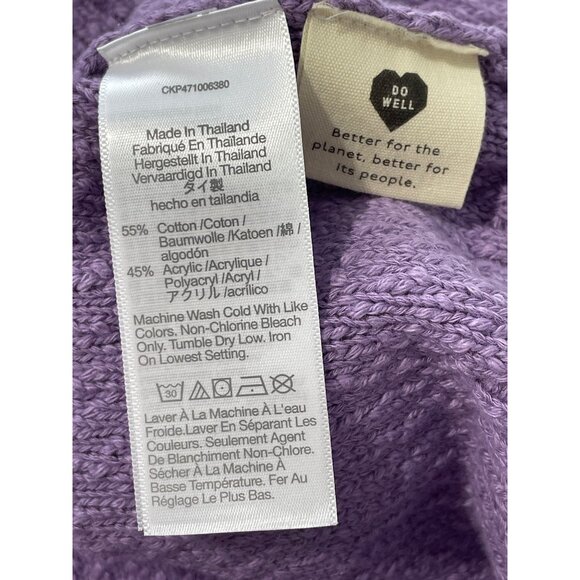 CKP471006380
Made In Thailand
Fabriqué En Thaïlande
Hergestellt In Thailand
Vervaardigd In Thailand
タイ製
hecho en tailandia
55% Cotton /Coton/
Baumwolle /Katoen /綿/
algodón
45% Acrylic /Acrylique/
Polyacryl /Acryl /
アクリル /acrílico
Machine Wash Cold With Like
Colors. Non-Chlorine Bleach
Only. Tumble Dry Low. Iron
On Lowest Setting.
30
Laver À La Machine À L'eau
Froide.Laver En Séparant Les
Couleurs. Seulement Agent
De Blanchiment Non-Chlore.
Sécher À La Machine À
Basse Température. Fer Au
Réglage Le Plus Bas.
DO
WELL
Better for the
planet, better for
its people.